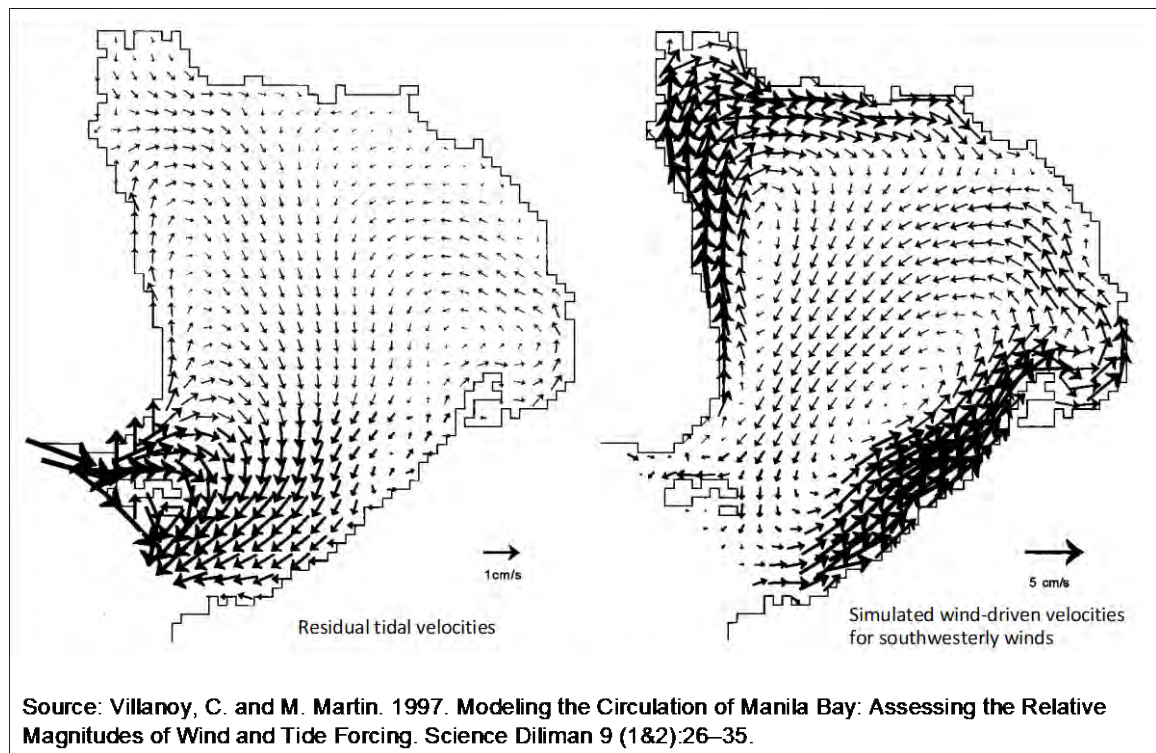 1cm/s
5 cm/s
Residual tidal velocities
Simulated wind-driven velocities
for southwesterly winds
Source: Villanoy, C. and M. Martin. 1997. Modeling the Circulation of Manila Bay: Assessing the Relative
Magnitudes of Wind and Tide Forcing. Science Diliman 9 (1&2):26–35.